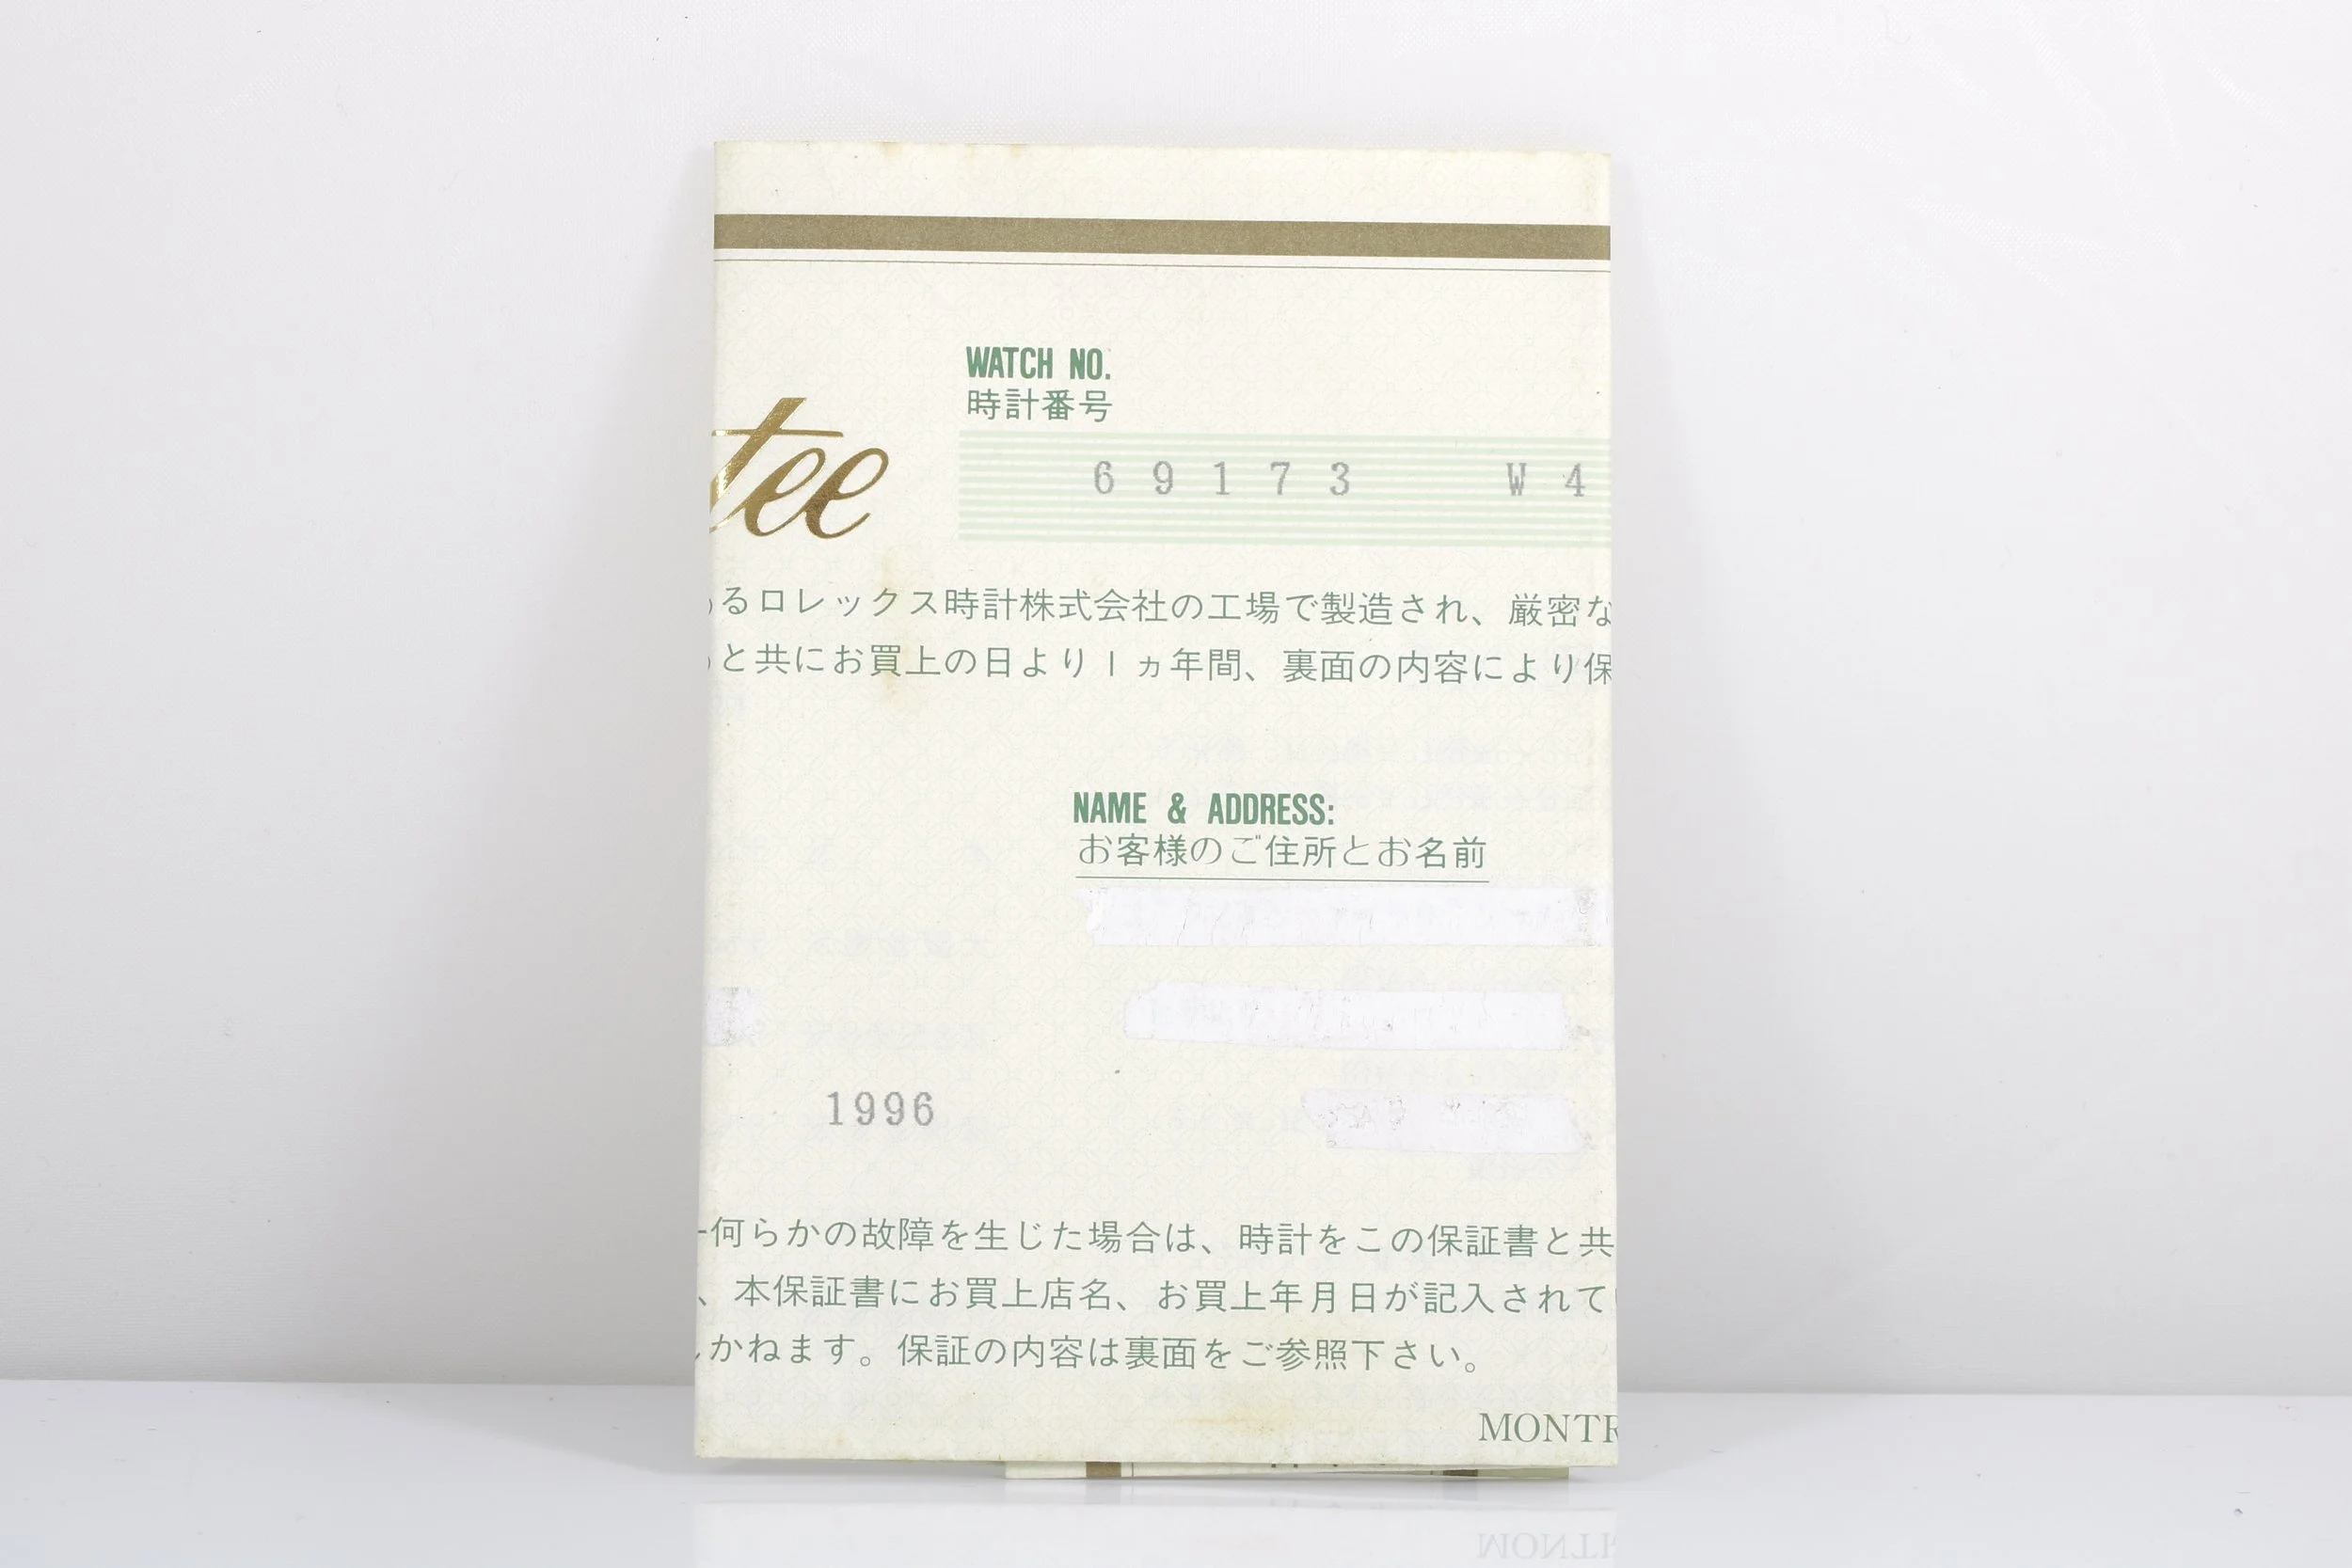 WATCH NO.
時計番号
tee
69173 W4
るロレックス時計株式会社の工場で製造され、厳密な
と共にお買上の日より1ヵ年間、裏面の内容により保
NAME & ADDRESS:
お客様のご住所とお名前
1996
何らかの故障を生じた場合は、時計をこの保証書と共
、本保証書にお買上店名、お買上年月日が記入されて
かねます。保証の内容は裏面をご参照下さい。
MONTR